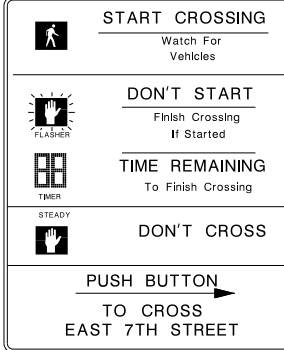 START CROSSING
Watch For
Vehicles
DON'T START
Finish Crossing
If Started
FLASHER
TIME REMAINING
To Finish Crossing
TIMER
STEADY
DON'T CROSS
PUSH BUTTON
TO CROSS
EAST 7TH STREET